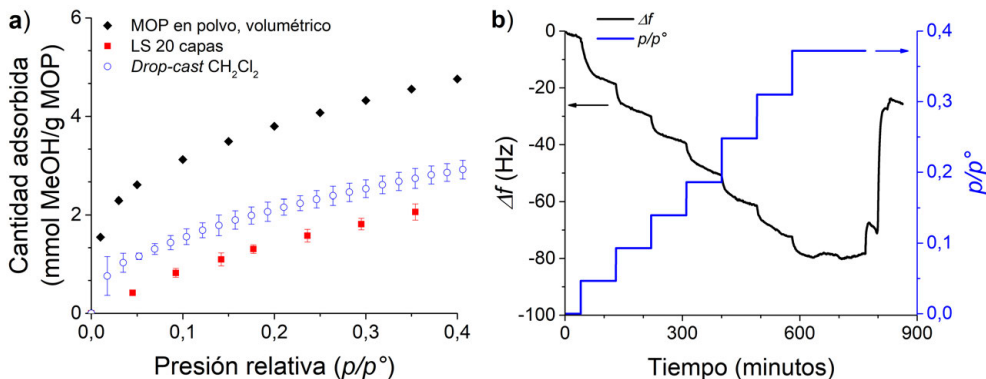 a)
MOP en polvo, volumétrico
LS 20 capas
Drop-cast CH₂Cl₂
Cantidad adsorbida
(mmol MeOH/g MOP)
6
4
2
0
0,0 0,1 0,2 0,3 0,4
Presión relativa (p/p°)
b)
Δf
p/p°
Δf (Hz)
0
-20
-40
-60
-80
-100
0 300 600 900
Tiempo (minutos)
0,4
0,3
0,2
0,1
0,0
p/p°